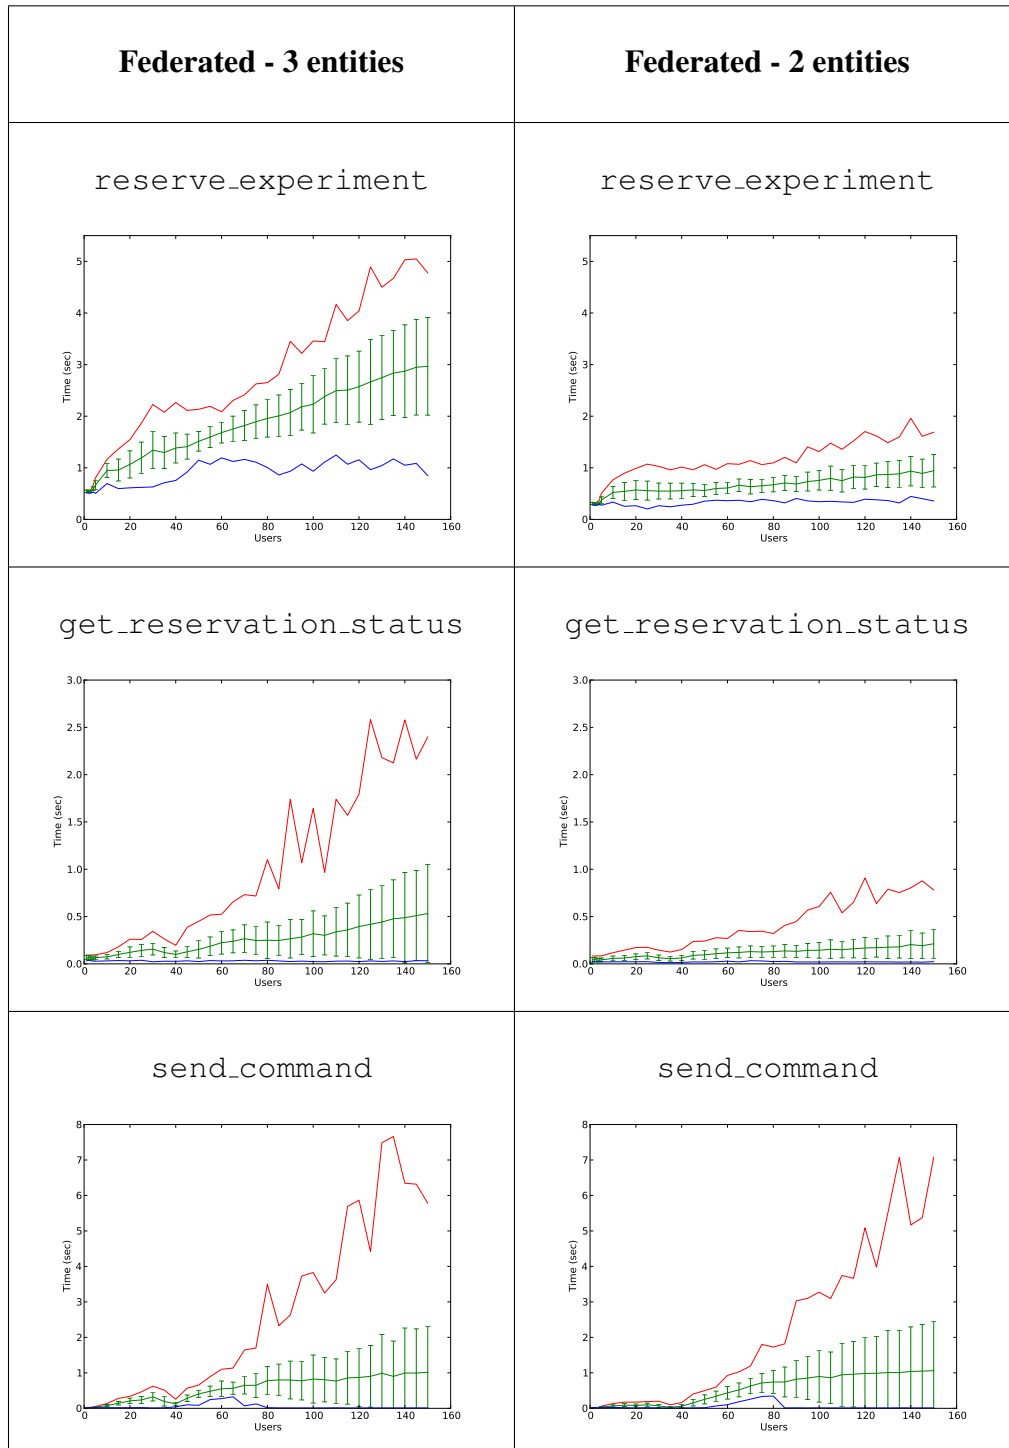 Federated - 3 entities
Federated - 2 entities
reserve_experiment
reserve_experiment
5
4
3
2
1
0
Time (sec)
0 20 40 60 80 100 120 140 160
Users
5
4
3
2
1
0
Time (sec)
0 20 40 60 80 100 120 140 160
Users
get_reservation_status
get_reservation_status
3.0
2.5
2.0
1.5
1.0
0.5
0.0
Time (sec)
0 20 40 60 80 100 120 140 160
Users
3.0
2.5
2.0
1.5
1.0
0.5
0.0
Time (sec)
0 20 40 60 80 100 120 140 160
Users
send_command
send_command
8
7
6
5
4
3
2
1
0
Time (sec)
0 20 40 60 80 100 120 140 160
Users
8
7
6
5
4
3
2
1
0
Time (sec)
0 20 40 60 80 100 120 140 160
Users